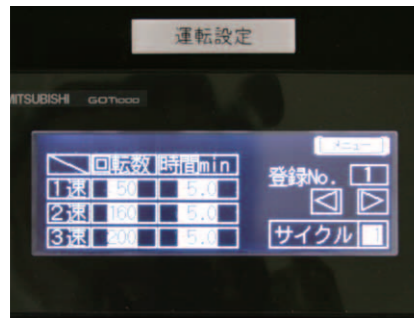 運転設定
MITSUBISHI GOT1000
メニュー
回転数 時間min
登録No. 1
1速 50 5.0
2速 160 5.0
3速 200 5.0
サイクル 1